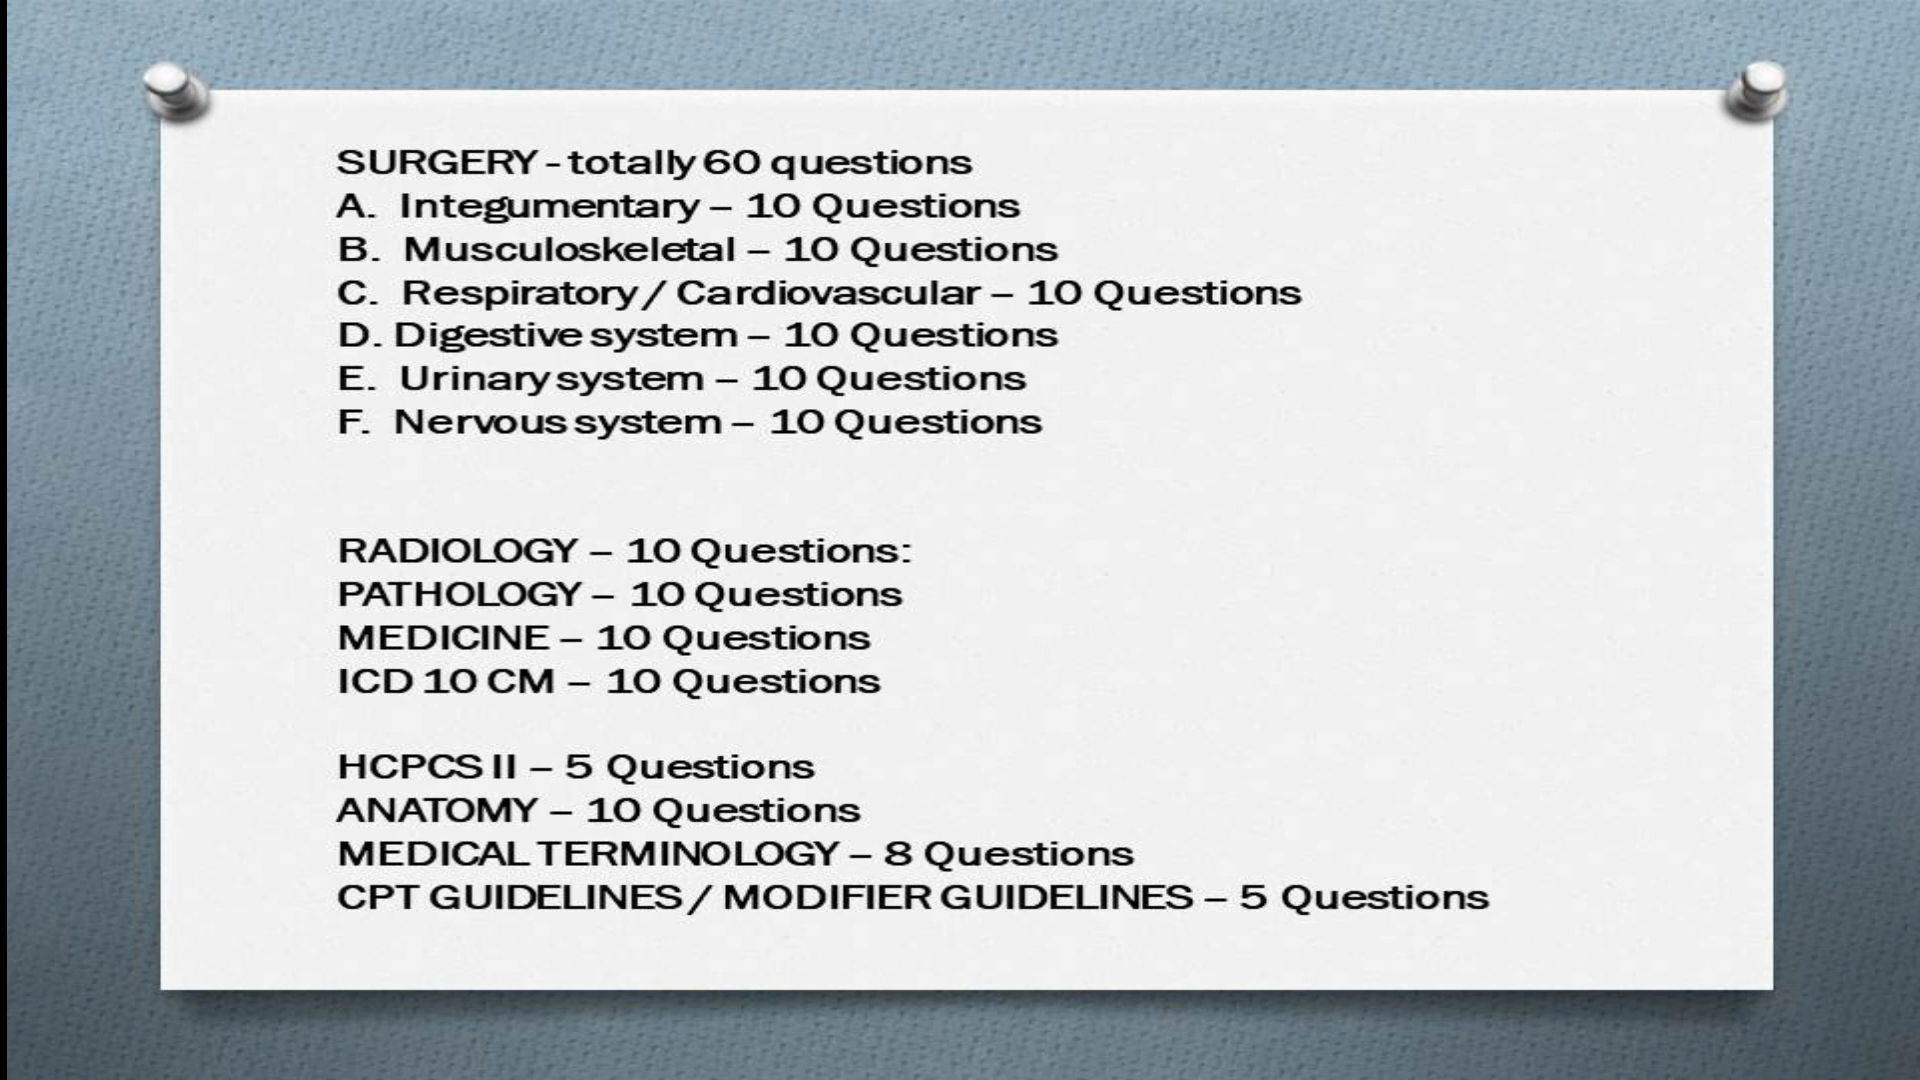 SURGERY - totally 60 questions
A. Integumentary – 10 Questions
B. Musculoskeletal – 10 Questions
C. Respiratory / Cardiovascular – 10 Questions
D. Digestive system – 10 Questions
E. Urinary system – 10 Questions
F. Nervous system – 10 Questions
RADIOLOGY – 10 Questions:
PATHOLOGY – 10 Questions
MEDICINE – 10 Questions
ICD 10 CM – 10 Questions
HCPCS II – 5 Questions
ANATOMY – 10 Questions
MEDICAL TERMINOLOGY – 8 Questions
CPT GUIDELINES / MODIFIER GUIDELINES – 5 Questions